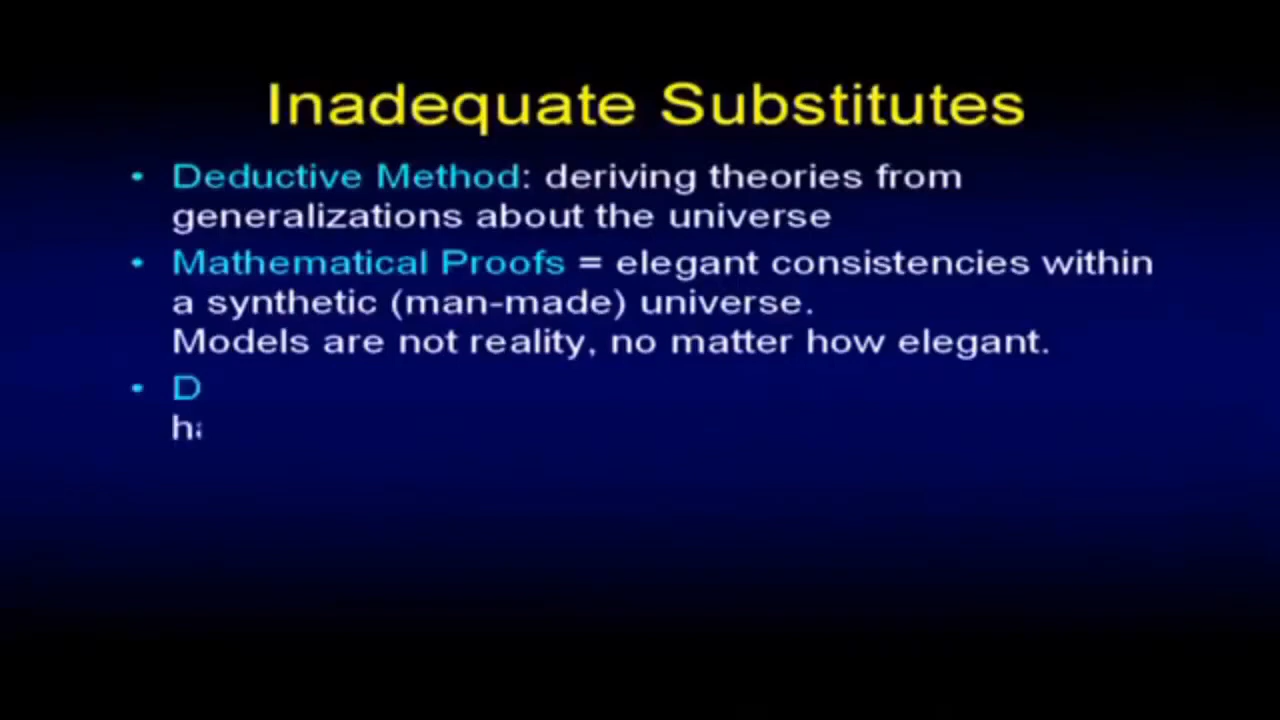 Inadequate Substitutes
• Deductive Method: deriving theories from
generalizations about the universe
• Mathematical Proofs = elegant consistencies within
a synthetic (man-made) universe.
Models are not reality, no matter how elegant.
• D